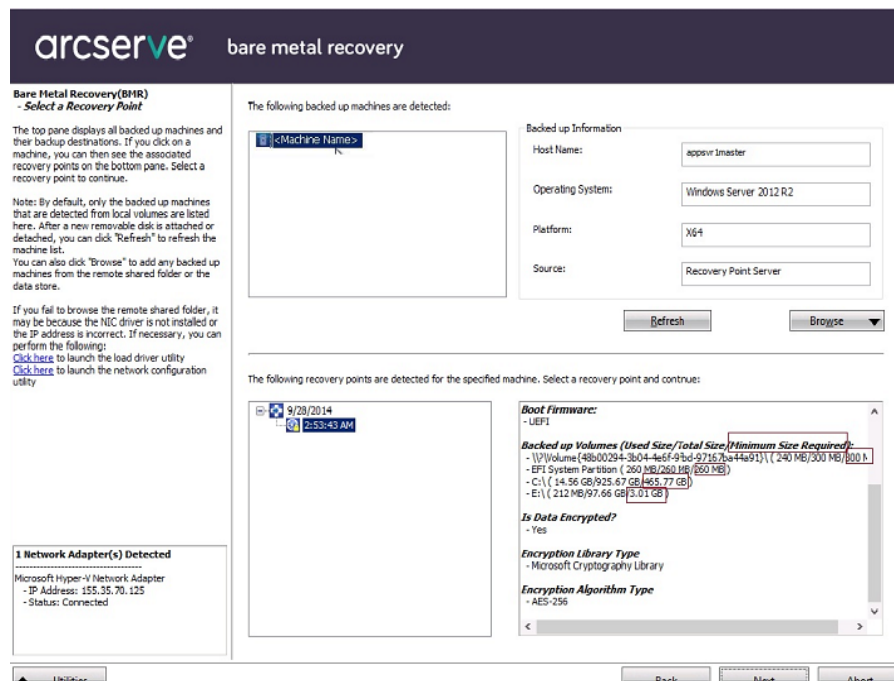 arcserve® bare metal recovery
Bare Metal Recovery(BMR)
- Select a Recovery Point
The top pane displays all backed up machines and
their backup destinations. If you click on a
machine, you can then see the associated
recovery points on the bottom pane. Select a
recovery point to continue.
Note: By default, only the backed up machines
that are detected from local volumes are listed
here. After a new removable disk is attached or
detached, you can click "Refresh" to refresh the
machine list.
You can also click "Browse" to add any backed up
machines from the remote shared folder or the
data store.
If you fail to browse the remote shared folder, it
may be because the NIC driver is not installed or
the IP address is incorrect. If necessary, you can
perform the following:
Click here to launch the load driver utility
Click here to launch the network configuration
utility
1 Network Adapter(s) Detected
------------------------------------
Microsoft Hyper-V Network Adapter
- IP Address: 155.35.70.125
- Status: Connected
The following backed up machines are detected:
<Machine Name>
Backed up Information
Host Name: appsvr1master
Operating System: Windows Server 2012 R2
Platform: X64
Source: Recovery Point Server
Refresh
Browse
The following recovery points are detected for the specified machine. Select a recovery point and continue:
9/28/2014
2:53:43 AM
Boot Firmware:
- UEFI
Backed up Volumes (Used Size/Total Size/Minimum Size Required):
- \\?\Volume{48b00294-3b04-4e6f-9fbd-97167ba44a91}\ ( 240 MB/300 MB/300 M
- EFI System Partition ( 260 MB/260 MB/260 MB )
- C:\ ( 14.56 GB/925.67 GB/465.77 GB )
- E:\ ( 212 MB/97.66 GB/3.01 GB )
Is Data Encrypted?
- Yes
Encryption Library Type
- Microsoft Cryptography Library
Encryption Algorithm Type
- AES-256
Utilities
Back
Next
Abort